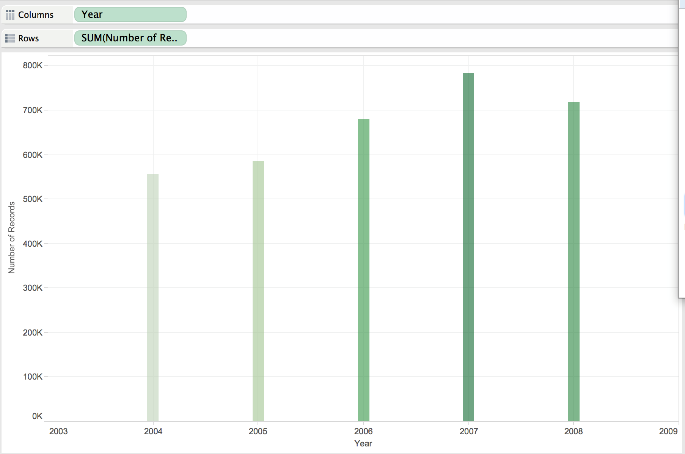 Columns Year
Rows SUM(Number of Re..
800K
700K
600K
500K
400K
300K
200K
100K
0K
Number of Records
2003 2004 2005 2006 2007 2008 2009
Year